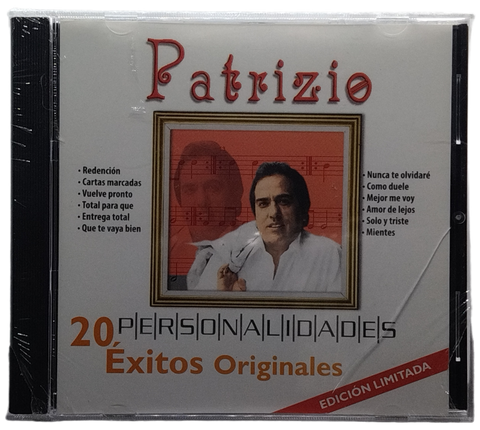 Patrizio
• Redención
• Cartas marcadas
• Vuelve pronto
• Total para que
• Entrega total
• Que te vaya bien
• Nunca te olvidaré
• Como duele
• Mejor me voy
• Amor de lejos
• Solo y triste
• Mientes
PERSONALIDADES
20 Éxitos Originales
EDICIÓN LIMITADA